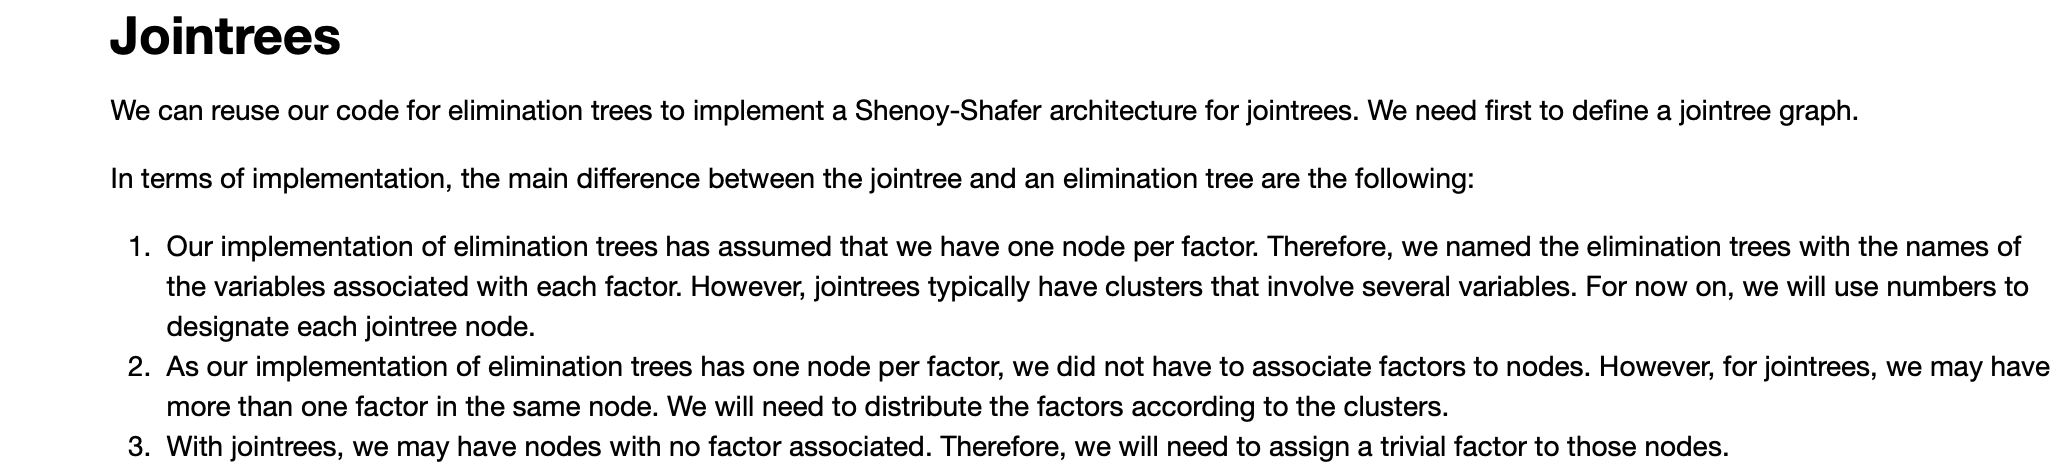 Jointrees
We can reuse our code for elimination trees to implement a Shenoy-Shafer architecture for jointrees. We need first to define a jointree graph.
In terms of implementation, the main difference between the jointree and an elimination tree are the following:
1. Our implementation of elimination trees has assumed that we have one node per factor. Therefore, we named the elimination trees with the names of
the variables associated with each factor. However, jointrees typically have clusters that involve several variables. For now on, we will use numbers to
designate each jointree node.
2. As our implementation of elimination trees has one node per factor, we did not have to associate factors to nodes. However, for jointrees, we may have
more than one factor in the same node. We will need to distribute the factors according to the clusters.
3. With jointrees, we may have nodes with no factor associated. Therefore, we will need to assign a trivial factor to those nodes.